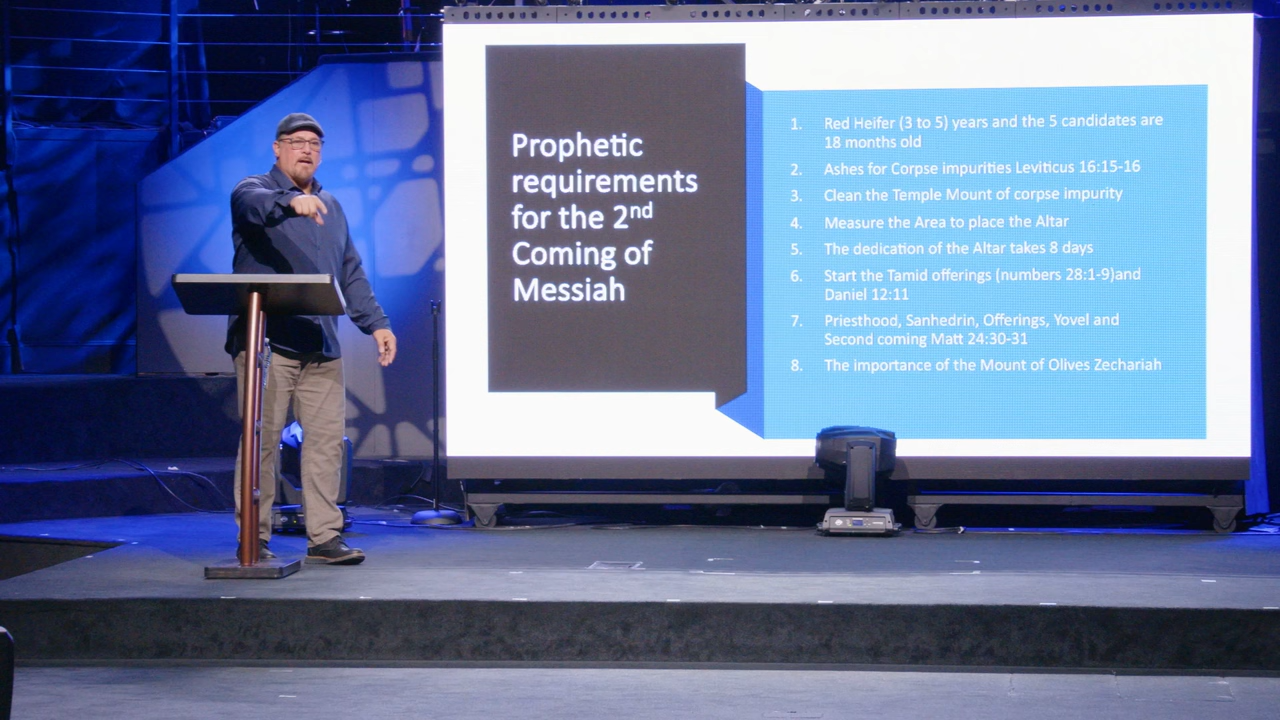 Prophetic
requirements
for the 2nd
Coming of
Messiah
1. Red Heifer (3 to 5) years and the 5 candidates are
18 months old
2. Ashes for Corpse impurities Leviticus 16:15-16
3. Clean the Temple Mount of corpse impurity
4. Measure the Area to place the Altar
5. The dedication of the Altar takes 8 days
6. Start the Tamid offerings (numbers 28:1-9)and
Daniel 12:11
7. Priesthood, Sanhedrin, Offerings, Yovel and
Second coming Matt 24:30-31
8. The importance of the Mount of Olives Zechariah